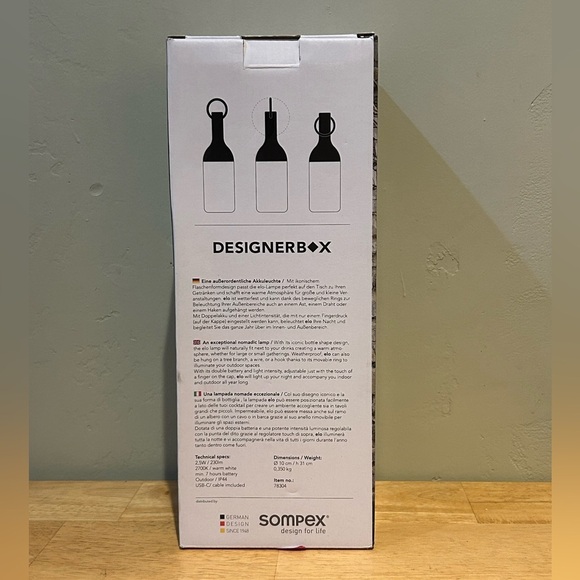 DESIGNERB◆X
Eine außerordentliche Akkuleuchte / Mit ikonischem
Flaschenformdesign passt die elo-Lampe perfekt auf den Tisch zu Ihren
Getränken und schafft eine warme Atmosphäre für große und kleine Ver-
anstaltungen. elo ist wetterfest und kann dank des beweglichen Rings zur
Beleuchtung Ihrer Außenbereiche auch an einem Ast, einem Draht oder
einem Haken aufgehängt werden.
Mit Doppelakku und einer Lichtintensität, die mit nur einem Fingerdruck
(auf der Kappe) eingestellt werden kann, beleuchtet elo Ihre Nacht und
begleitet Sie das ganze Jahr über im Innen- und Außenbereich.
An exceptional nomadic lamp / With its iconic bottle shape design,
the elo lamp will naturally fit next to your drinks creating a warm atmo-
sphere, whether for large or small gatherings. Weatherproof, elo can also
be hung on a tree branch, a wire, or a hook thanks to its movable ring to
illuminate your outdoor spaces.
With its double battery and light intensity, adjustable just with the touch of
a finger on the cap, elo will light up your night and accompany you indoor
and outdoor all year long.
Una lampada nomade eccezionale / Col suo disegno iconico e la
sua forma di bottiglia, la lampada elo può essere posizionata facilmente
a lato delle tuoi cocktail per creare un ambiente accogliente sia in tavoli
grandi che piccoli. Impermeabile, elo può essere messa anche sul ramo
di un albero con un cavo o in barca grazie al suo anello rimovibile per
illuminare gli spazi esterni.
Dotate di una doppia batteria e una potente intensità luminosa regolabile
con la punta del dito grazie al regolatore touch di sopra, elo illuminerà
tutta la notte e vi accompagnerà nella vita di tutti i giorni durante l'anno
tanto dentro come fuori.
Technical specs:
2,5W / 230lm
2700K / warm white
min. 7 hours battery
Outdoor / IP44
USB-C/ cable included
Dimensions / Weight:
Ø 10 cm / h 31 cm
0,350 kg
Item no.:
78304
distributed by
GERMAN
DESIGN
SINCE 1948
sompex®
design for life